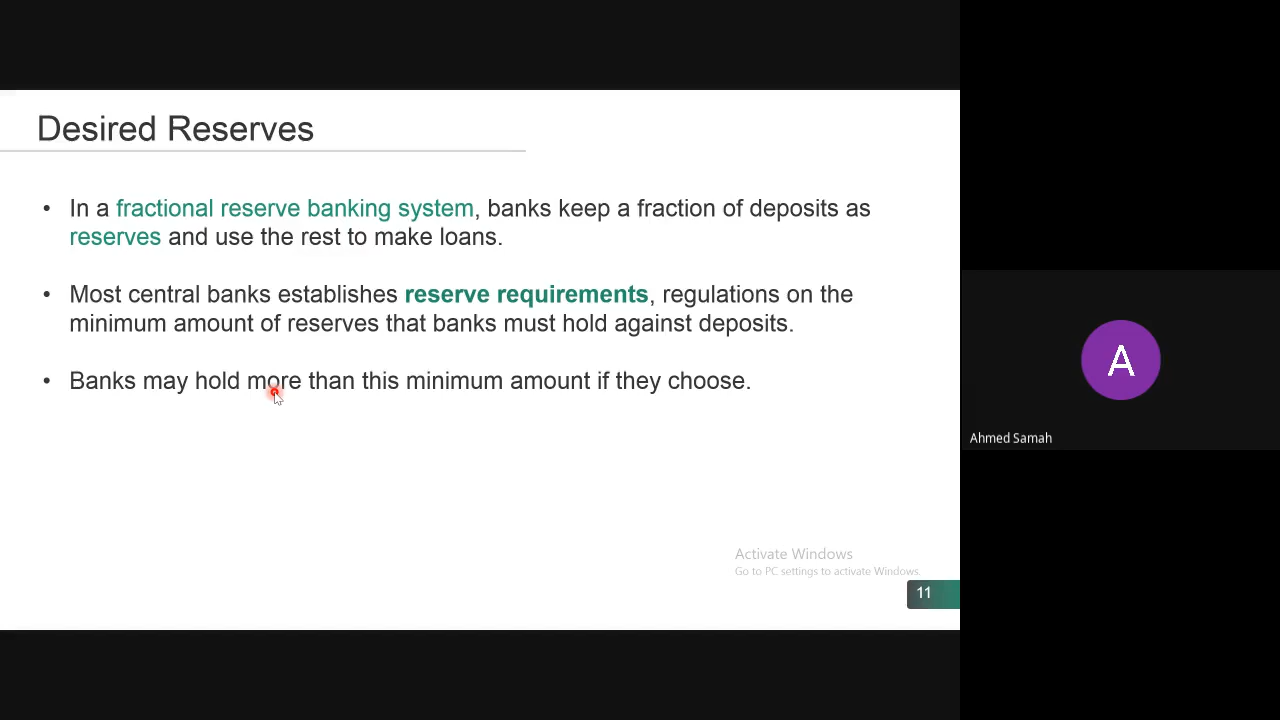 Desired Reserves
• In a fractional reserve banking system, banks keep a fraction of deposits as
reserves and use the rest to make loans.
• Most central banks establishes reserve requirements, regulations on the
minimum amount of reserves that banks must hold against deposits.
• Banks may hold more than this minimum amount if they choose.
Activate Windows
Go to PC settings to activate Windows.
11
A
Ahmed Samah